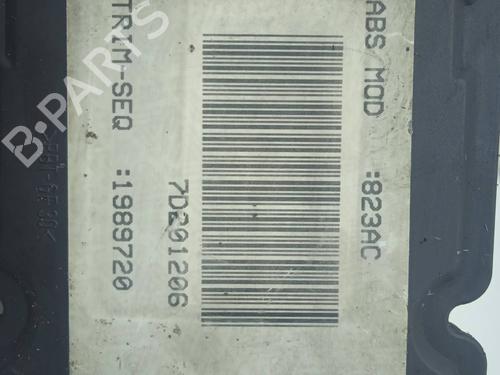 ABS MOD :823AC
7D201206
TRIM-SEQ :1989720
B-PARTS